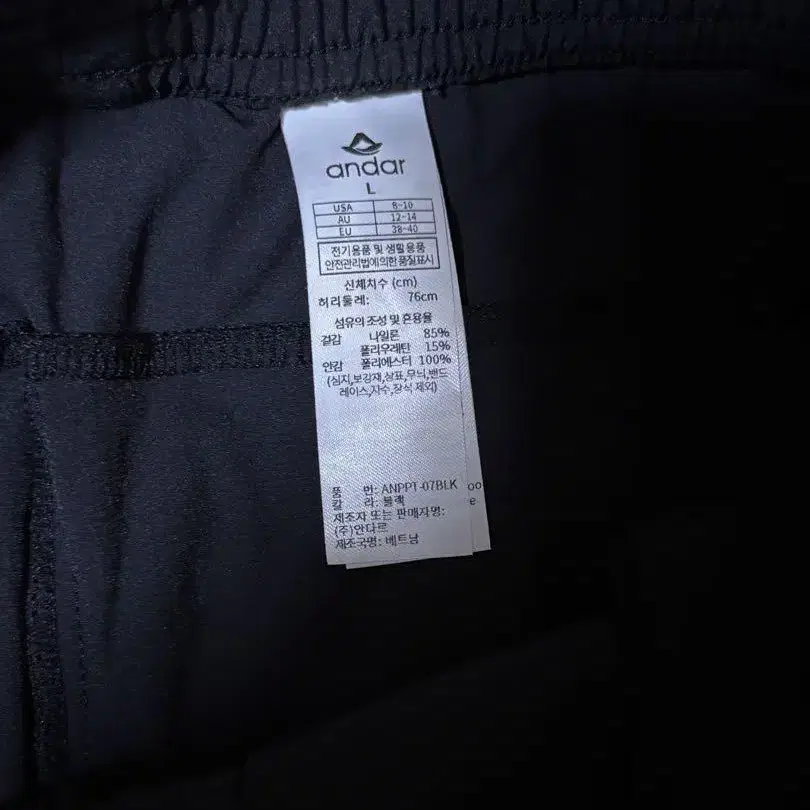 andar
L
USA 8-10
AU 12-14
EU 38-40
전기용품 및 생활용품
안전관리법에의한 품질표시
신체치수 (cm)
허리둘레: 76cm
섬유의 조성 및 혼용율
겉감 나일론 85%
폴리우레탄 15%
안감 폴리에스터 100%
(심지,보강재,상표,무늬,밴드
레이스,자수,장식 제외)
품 번: ANPPT-07BLK
칼 라: 블랙
제조자 또는 판매자명:
(주)안다르
제조국명: 베트남